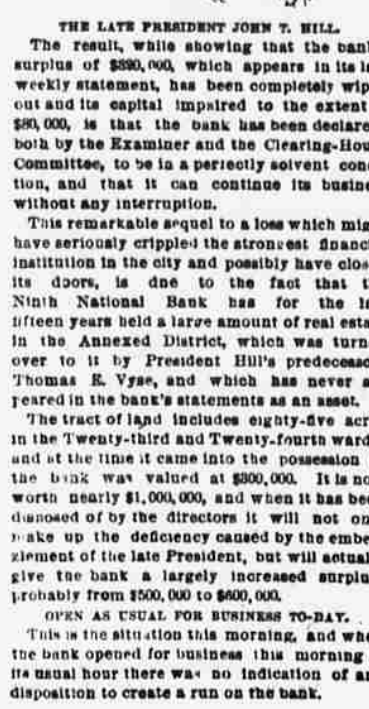 THE LATE PRESIDENT JOHN T. HILL.
The result, while showing that the bank
surplus of $390,000, which appears in its l
weekly statement, has been completely wip
out and its capital impaired to the extent
$80,000, is that the bank has been declare
both by the Examiner and the Clearing-Hou
Committee, to be in a perfectly solvent con
tion, and that it can continue its busine
without any interruption.
This remarkable sequel to a loss which mig
have seriously crippled the strongest financi
institution in the city and possibly have clos
its doors, is due to the fact that t
Ninth National Bank has for the l
fifteen years held a large amount of real esta
in the Annexed District, which was turn
over to it by President Hill's predecesso
Thomas E. Vyse, and which has never a
peared in the bank's statements as an asset.
The tract of land includes eighty-five acr
in the Twenty-third and Twenty-fourth ward
and at the time it came into the possession
the bank was valued at $300,000. It is no
worth nearly $1,000,000, and when it has bee
disposed of by the directors it will not on
make up the deficiency caused by the embe
zlement of the late President, but will actual
give the bank a largely increased surplu
probably from $500,000 to $600,000.
OPEN AS USUAL FOR BUSINESS TO-DAY.
This is the situation this morning, and whe
the bank opened for business this morning
its usual hour there was no indication of a
disposition to create a run on the bank.